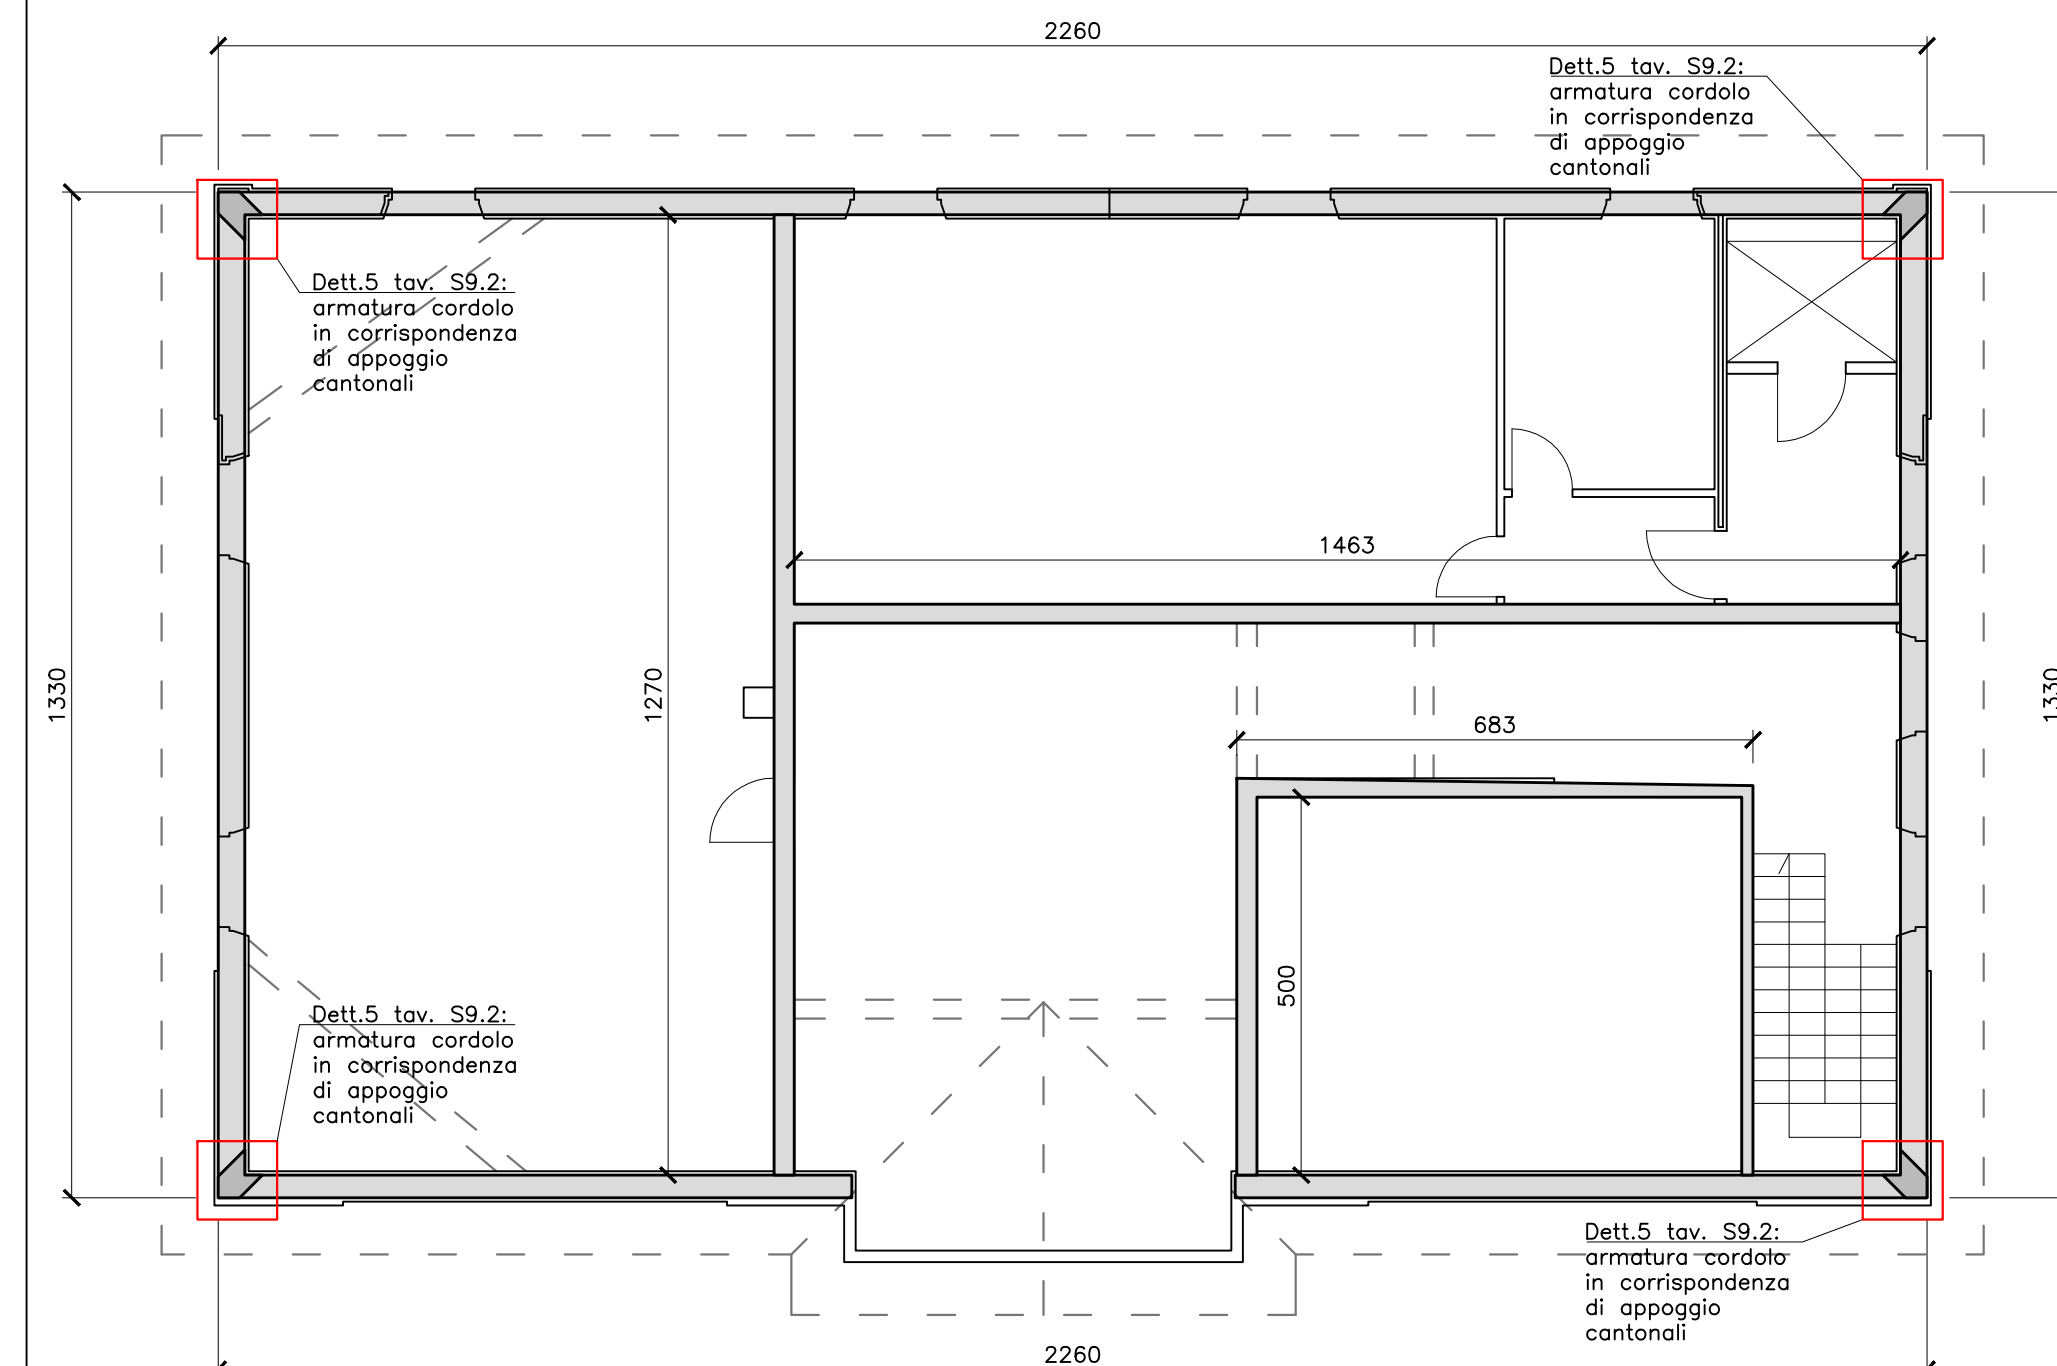 2260
Dett.5 tav. S9.2:
armatura cordolo
in corrispondenza
di appoggio
cantonali
Dett.5 tav. S9.2:
armatura cordolo
in corrispondenza
di appoggio
cantonali
1463
1330
1270
1330
683
500
Dett.5 tav. S9.2:
armatura cordolo
in corrispondenza
di appoggio
cantonali
Dett.5 tav. S9.2:
armatura cordolo
in corrispondenza
di appoggio
cantonali
2260